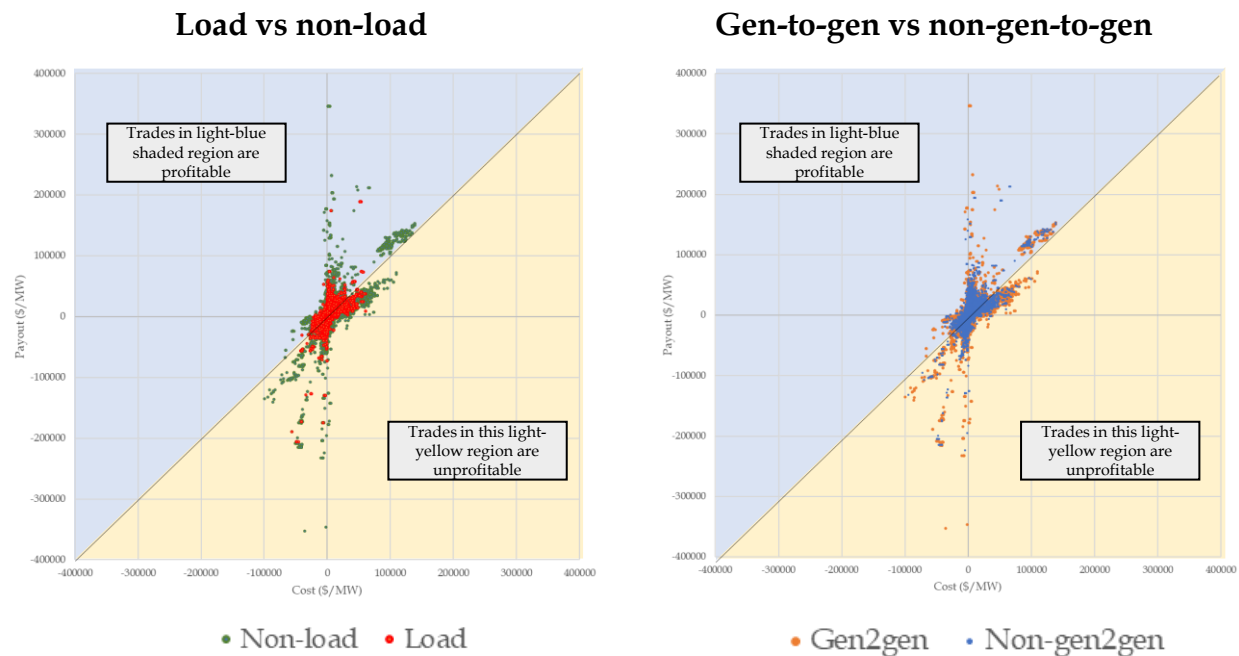 Load vs non-load
Gen-to-gen vs non-gen-to-gen
400000
300000
200000
100000
0
-100000
-200000
-300000
-400000
Payout ($/MW)
Trades in light-blue
shaded region are
profitable
Trades in this light-
yellow region are
unprofitable
-400000 -300000 -200000 -100000 0 100000 200000 300000 400000
Cost ($/MW)
Non-load Load
400000
300000
200000
100000
0
-100000
-200000
-300000
-400000
Payout ($/MW)
Trades in light-blue
shaded region are
profitable
Trades in this light-
yellow region are
unprofitable
-400000 -300000 -200000 -100000 0 100000 200000 300000 400000
Cost ($/MW)
Gen2gen Non-gen2gen